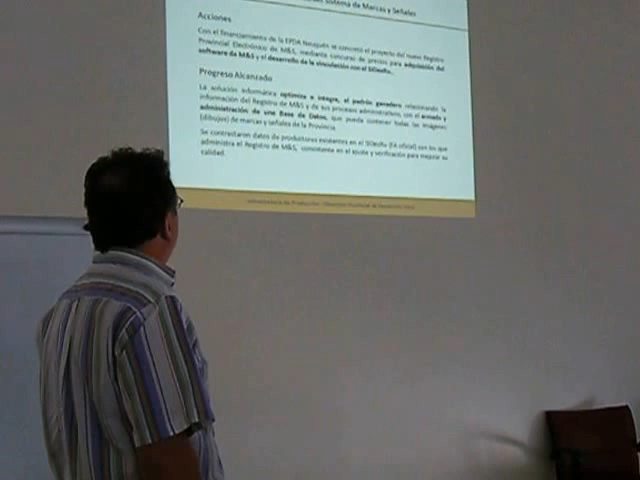 Sistema de Marcas y Señales
Acciones
Con el financiamiento de la EPDA Neuquén se concretó el proyecto del nuevo Registro
Provincial Electrónico de M&S, mediante concurso de precios para adquisición del
software de M&S y el desarrollo de la vinculación con el
Progreso Alcanzado
La solución informática optimiza e integra, el padrón ganadero relacionando la
información del Registro de M&S y de sus procesos administrativos, con el armado y
administración de una Base de Datos, que pueda contener todas las imágenes
(dibujos) de marcas y señales de la Provincia.
Se contrastaron datos de productores existentes en el (FA oficial) con los que
administra el Registro de M&S, consistente en el ajuste y verificación para mejorar su
calidad.